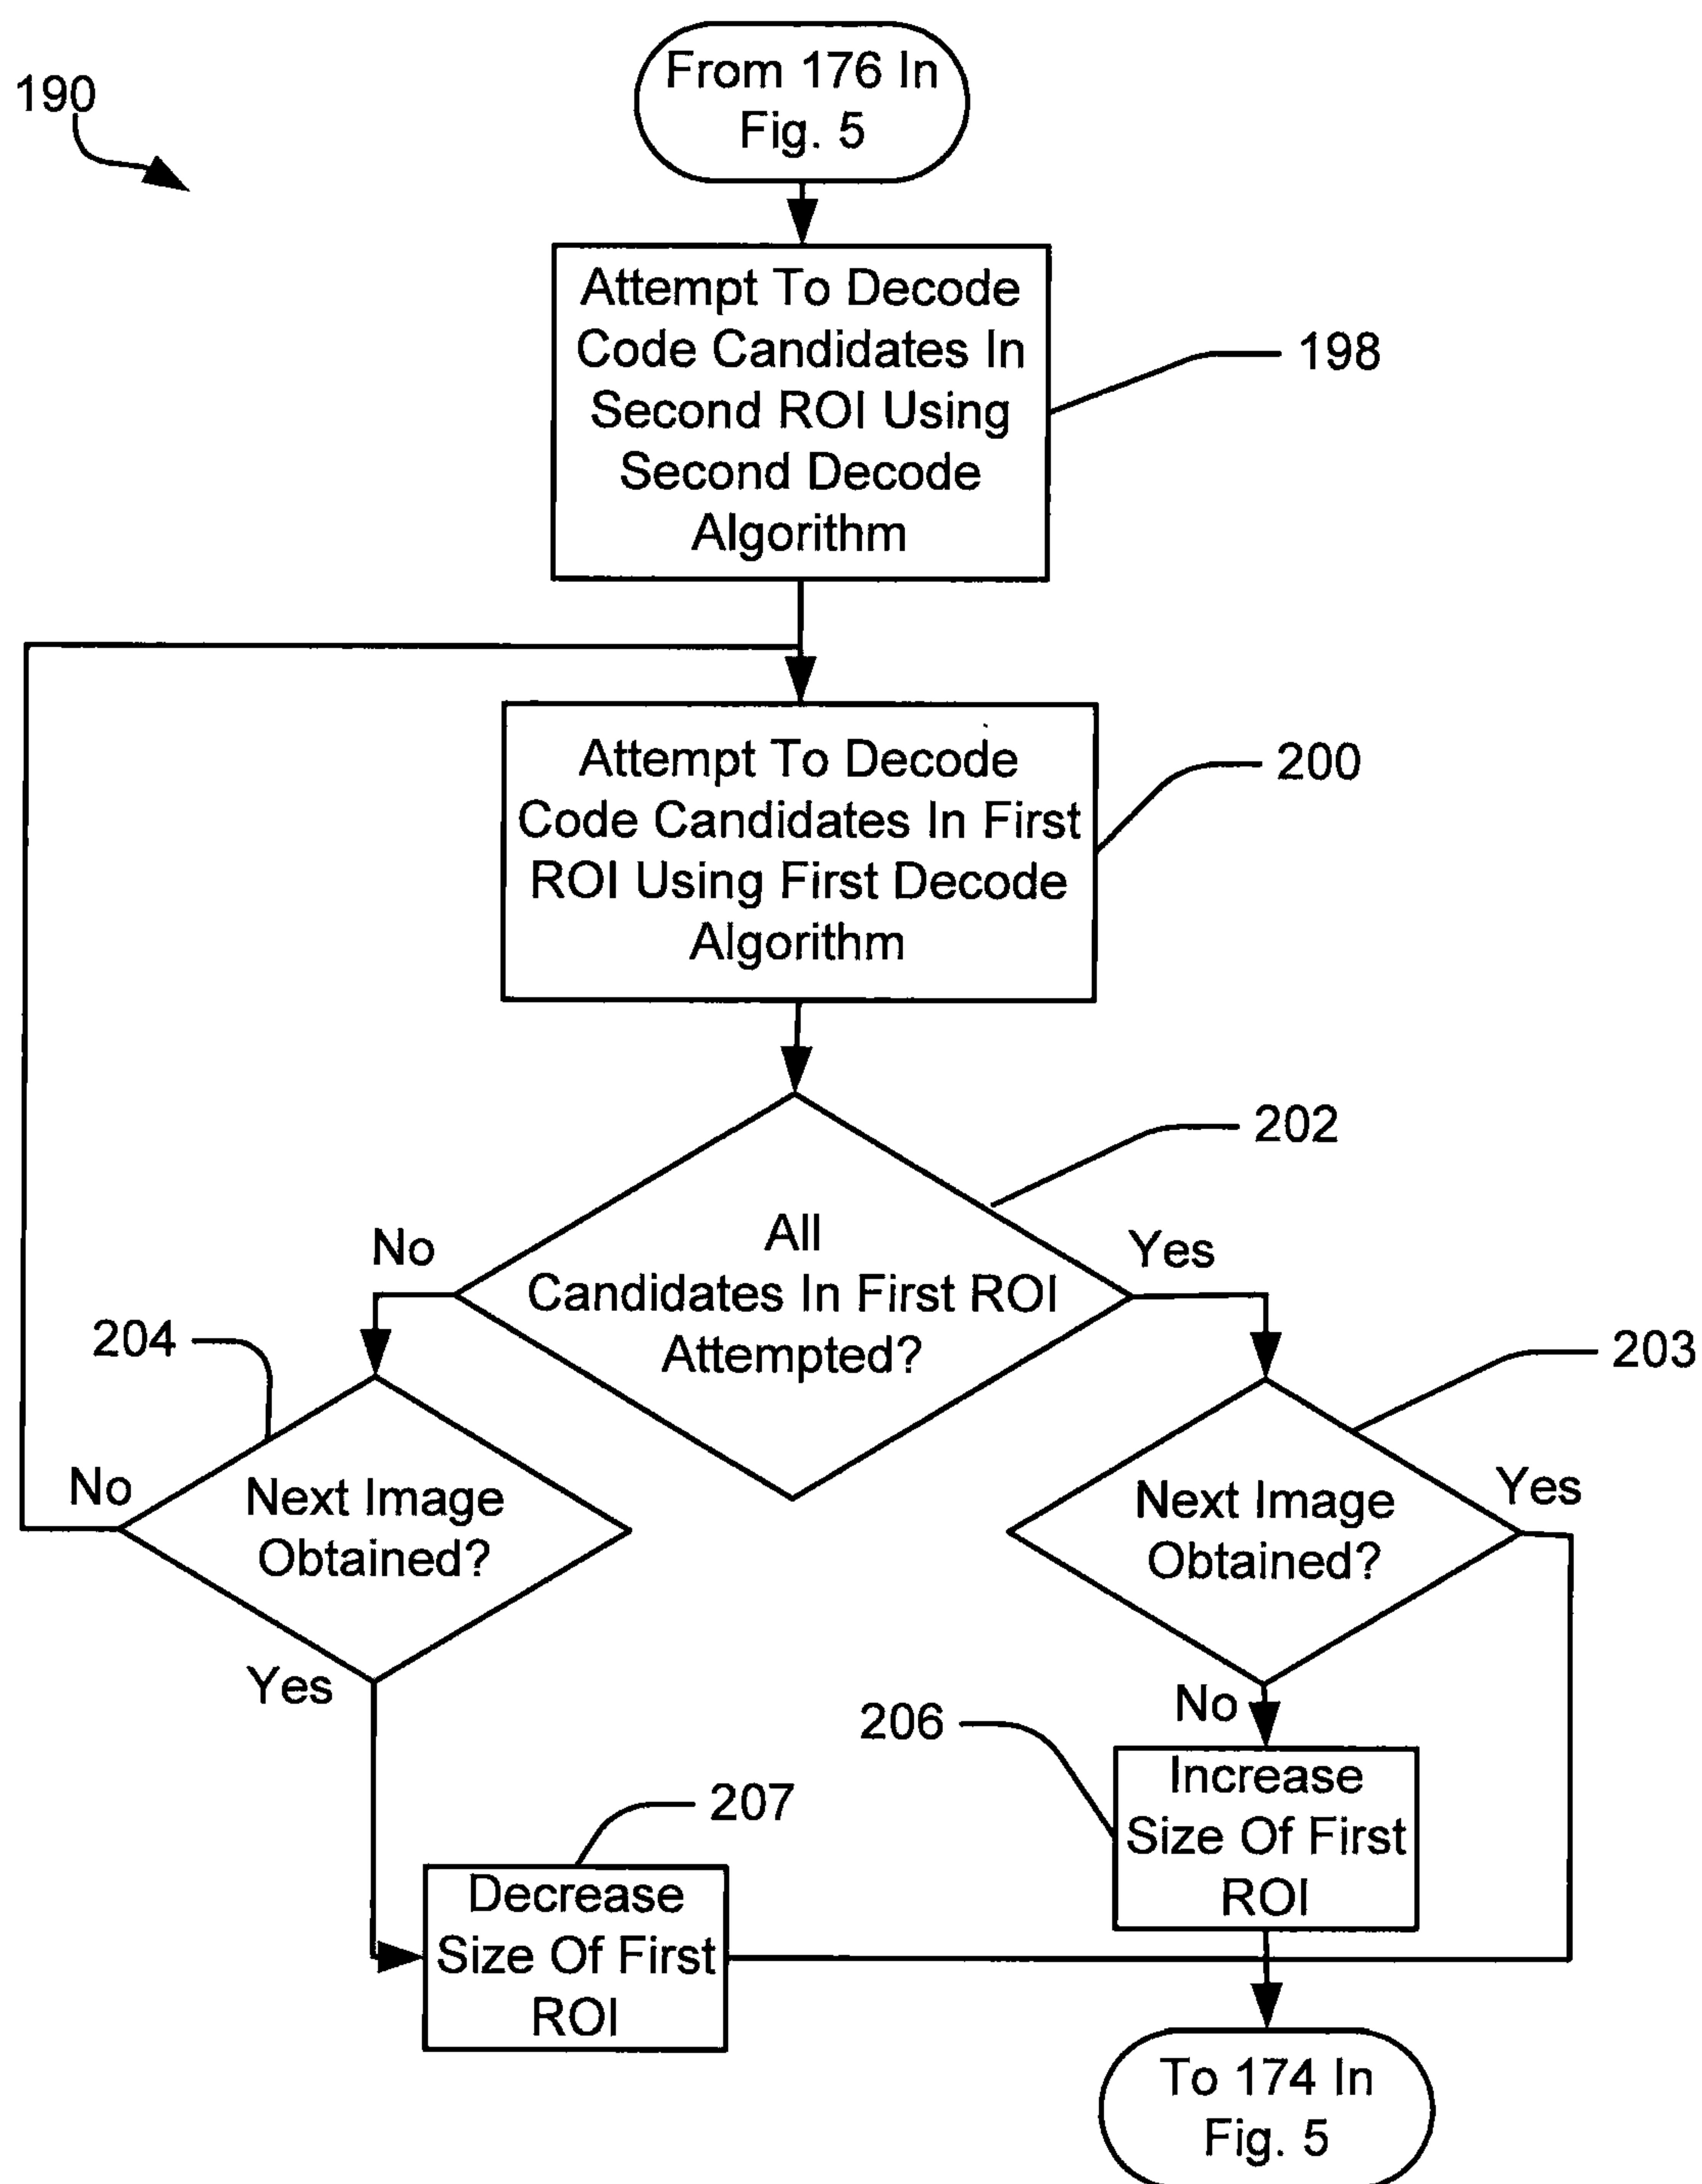 From 176 In
Fig. 5
190
Attempt To Decode
Code Candidates In
Second ROI Using
Second Decode
Algorithm
198
Attempt To Decode
Code Candidates In First
ROI Using First Decode
Algorithm
200
202
All
Candidates In First ROI
Attempted?
No
Yes
204
203
Next Image
Obtained?
No
Yes
Next Image
Obtained?
Yes
No
206
Increase
Size Of First
ROI
207
Decrease
Size Of First
ROI
To 174 In
Fig. 5